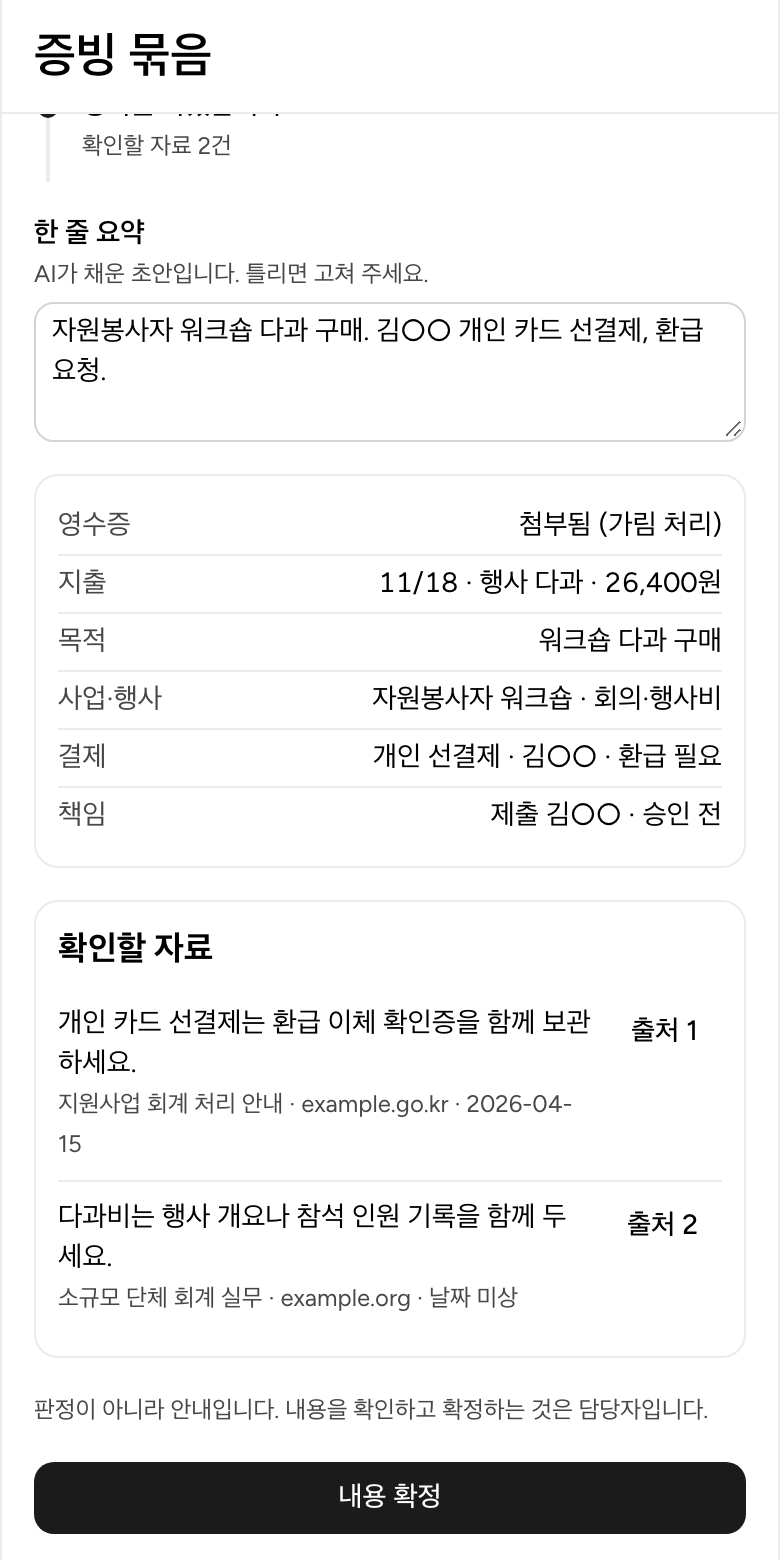 증빙 묶음
확인할 자료 2건
한 줄 요약
AI가 채운 초안입니다. 틀리면 고쳐 주세요.
자원봉사자 워크숍 다과 구매. 김○○ 개인 카드 선결제, 환급
요청.
영수증 첨부됨 (가림 처리)
지출 11/18 · 행사 다과 · 26,400원
목적 워크숍 다과 구매
사업·행사 자원봉사자 워크숍 · 회의·행사비
결제 개인 선결제 · 김○○ · 환급 필요
책임 제출 김○○ · 승인 전
확인할 자료
개인 카드 선결제는 환급 이체 확인증을 함께 보관 출처 1
하세요.
지원사업 회계 처리 안내 · example.go.kr · 2026-04-
15
다과비는 행사 개요나 참석 인원 기록을 함께 두 출처 2
세요.
소규모 단체 회계 실무 · example.org · 날짜 미상
판정이 아니라 안내입니다. 내용을 확인하고 확정하는 것은 담당자입니다.
내용 확정